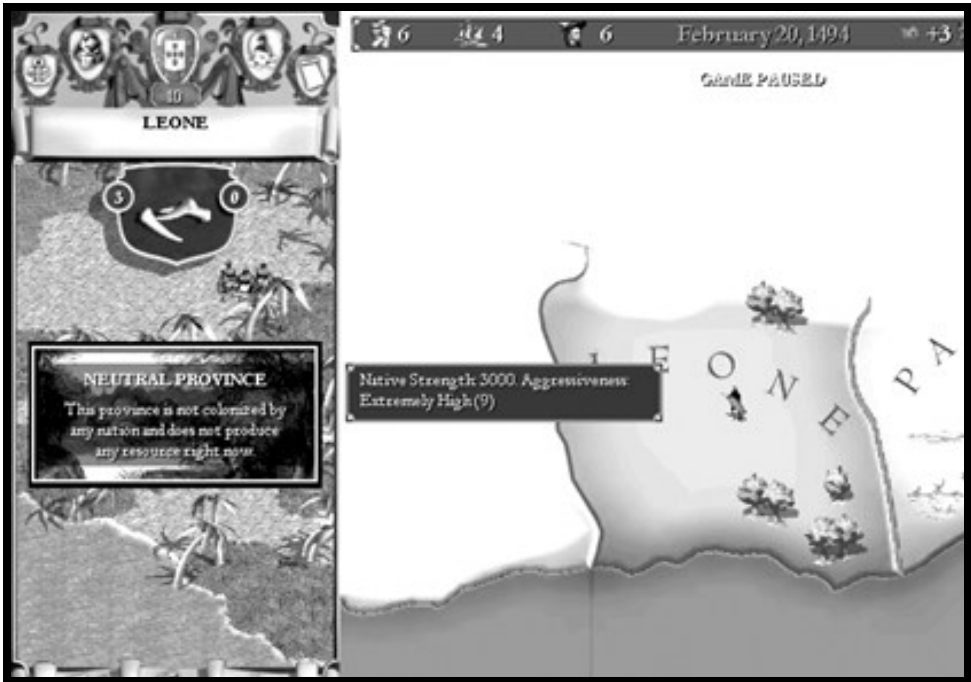 6 4 6 February 20, 1494 +3
GAME PAUSED
10
LEONE
3 0
NEUTRAL PROVINCE
This province is not colonized by
any nation and does not produce
any resource right now.
Native Strength: 3000. Aggressiveness:
Extremely High (9)
L E O N E
P A